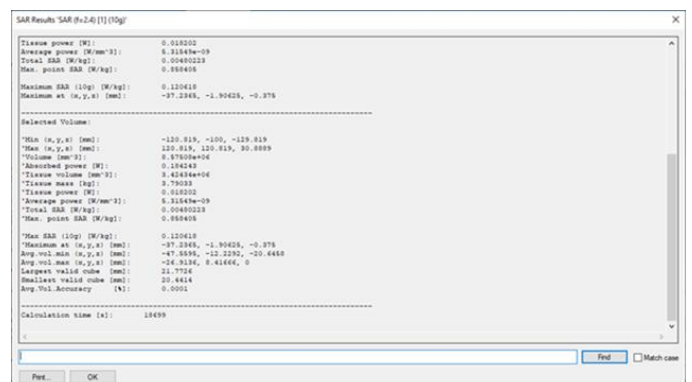 SAR Results 'SAR (f=2.4) [1] (10g)'
Tissue power [W]: 0.018202
Average power [W/mm^3]: 5.31549e-09
Total SAR [W/kg]: 0.00480223
Max. point SAR [W/kg]: 0.858405
Maximum SAR (10g) [W/kg]: 0.120618
Maximum at (x,y,z) [mm]: -37.2365, -1.90625, -0.375
Selected Volume:
*Min (x,y,z) [mm]: -120.819, -100, -129.819
*Max (x,y,z) [mm]: 120.819, 120.819, 30.8889
*Volume [mm^3]: 8.57508e+06
*Absorbed power [W]: 0.184243
*Tissue volume [mm^3]: 3.42434e+06
*Tissue mass [kg]: 3.79033
*Tissue power [W]: 0.018202
*Average power [W/mm^3]: 5.31549e-09
*Total SAR [W/kg]: 0.00480223
*Max. point SAR [W/kg]: 0.858405
*Max SAR (10g) [W/kg]: 0.120618
*Maximum at (x,y,z) [mm]: -37.2365, -1.90625, -0.375
Avg.vol.min (x,y,z) [mm]: -47.5595, -12.2292, -20.6458
Avg.vol.max (x,y,z) [mm]: -26.9136, 8.41666, 0
Largest valid cube [mm]: 21.7726
Smallest valid cube [mm]: 20.4614
Avg.Vol.Accuracy [%]: 0.0001
Calculation time [s]: 18699
Find Match case
Print... OK